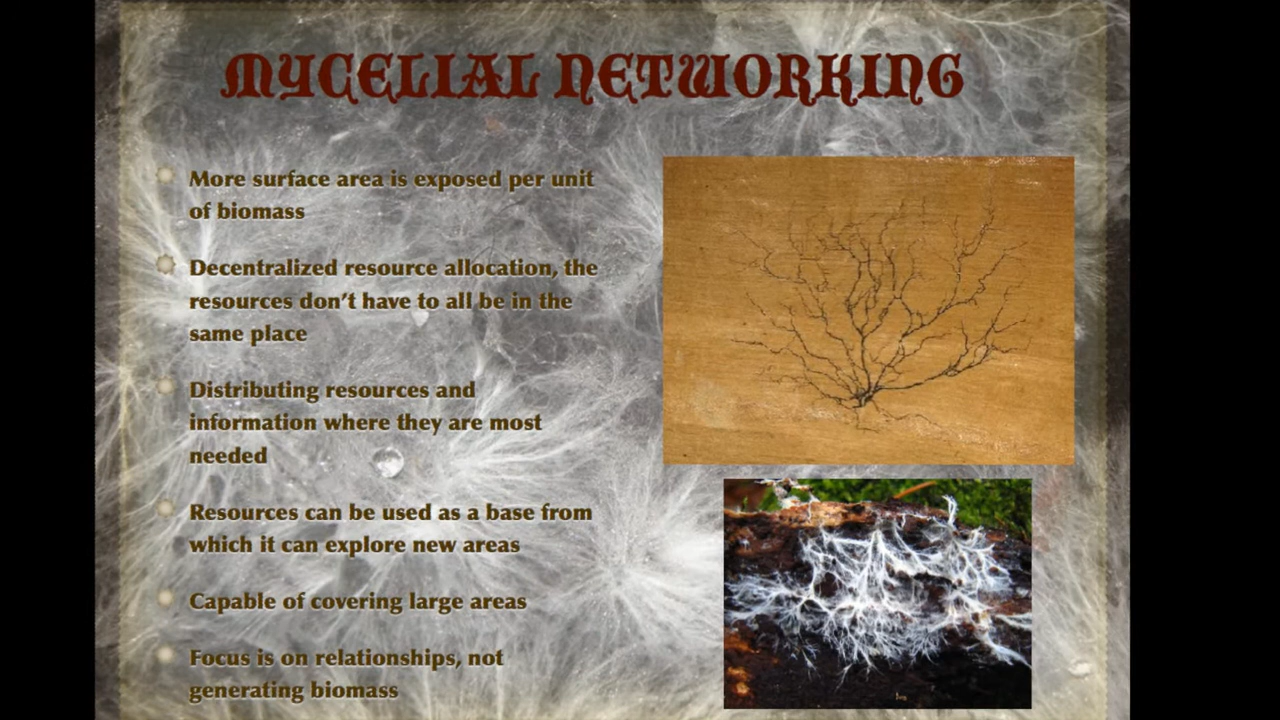 MYCELIAL NETWORKING
More surface area is exposed per unit
of biomass
Decentralized resource allocation, the
resources don't have to all be in the
same place
Distributing resources and
information where they are most
needed
Resources can be used as a base from
which it can explore new areas
Capable of covering large areas
Focus is on relationships, not
generating biomass